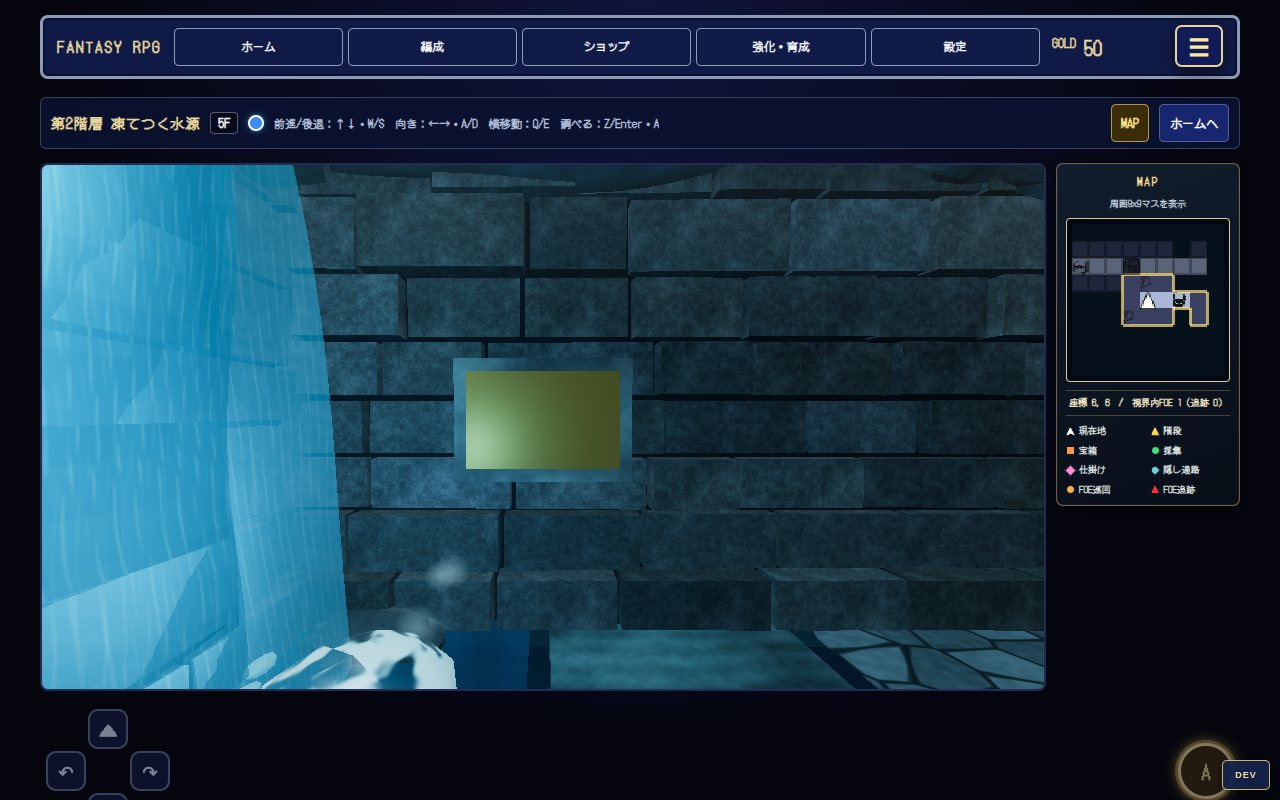 FANTASY RPG ホーム 編成 ショップ 強化・育成 設定 GOLD 50
第2階層 凍てつく水源 5F 前進/後退：↑↓・W/S 向き：←→・A/D 横移動：Q/E 調べる：Z/Enter・A MAP ホームへ
MAP
周囲9x9マスを表示
座標 6, 6 / 視界内FOE 1（追跡 0）
現在地 階段
宝箱 採集
仕掛け 隠し通路
FOE巡回 FOE追跡
A DEV